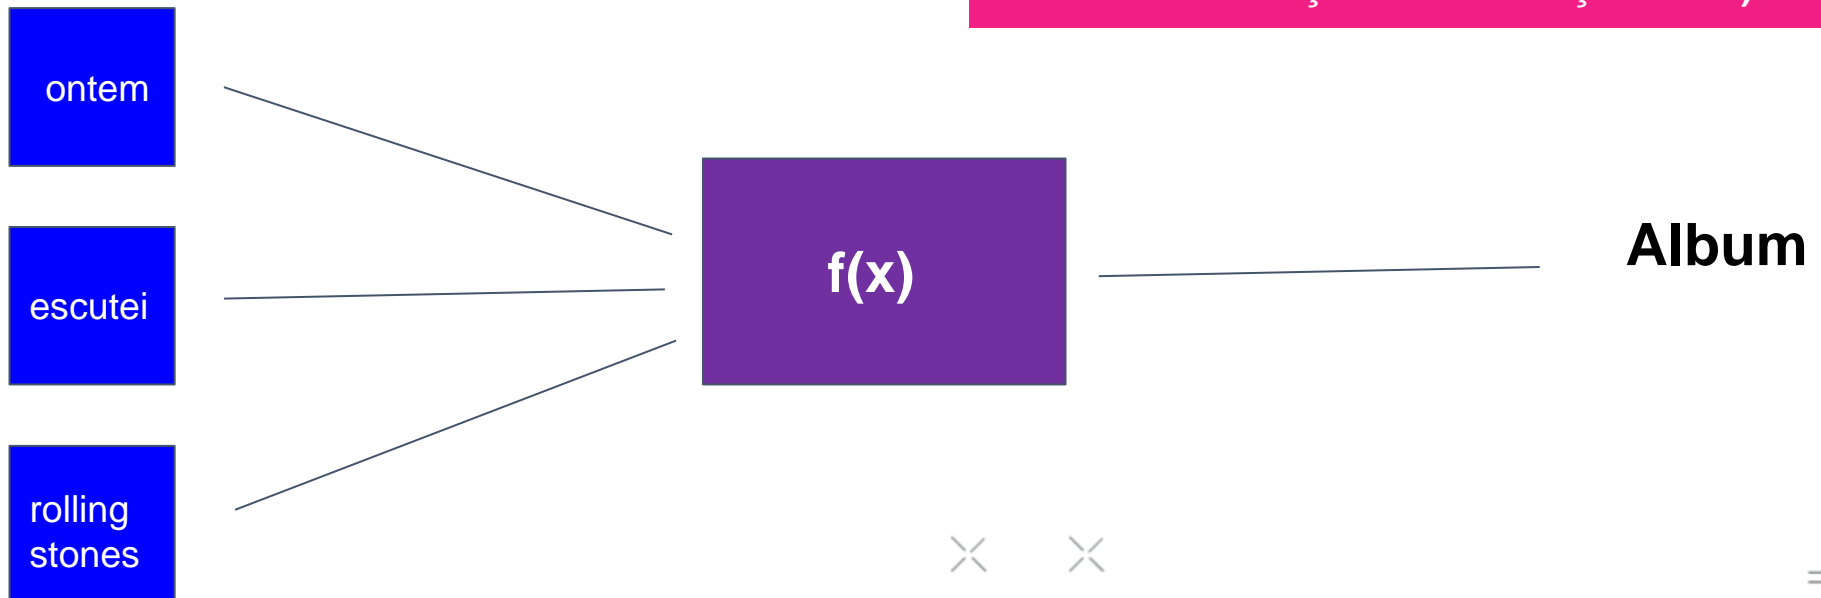 ontem
escutei
rolling
stones
f(x)
Album